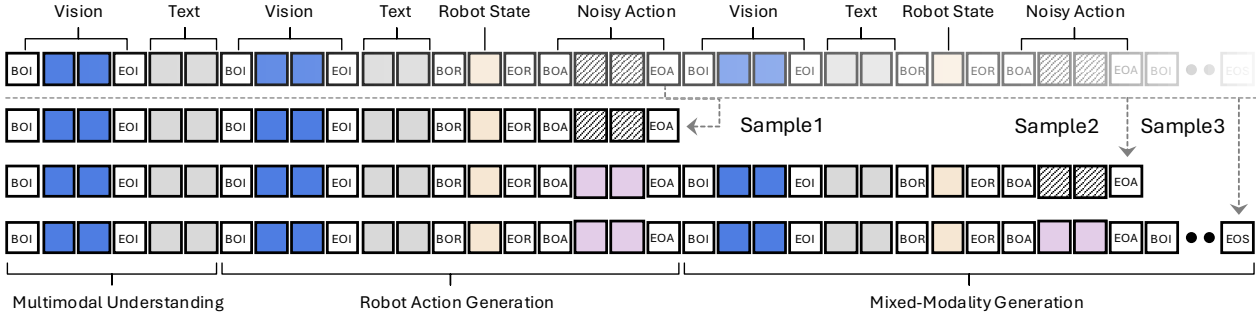 Vision Text Vision Text Robot State Noisy Action Vision Text Robot State Noisy Action
BOI EOI BOI EOI BOR EOR BOA EOA BOI EOI BOR EOR BOA EOA BOI EOS
BOI EOI BOI EOI BOR EOR BOA EOA Sample1 Sample2 Sample3
BOI EOI BOI EOI BOR EOR BOA EOA BOI EOI BOR EOR BOA EOA
BOI EOI BOI EOI BOR EOR BOA EOA BOI EOI BOR EOR BOA EOA BOI EOS
Multimodal Understanding Robot Action Generation Mixed-Modality Generation